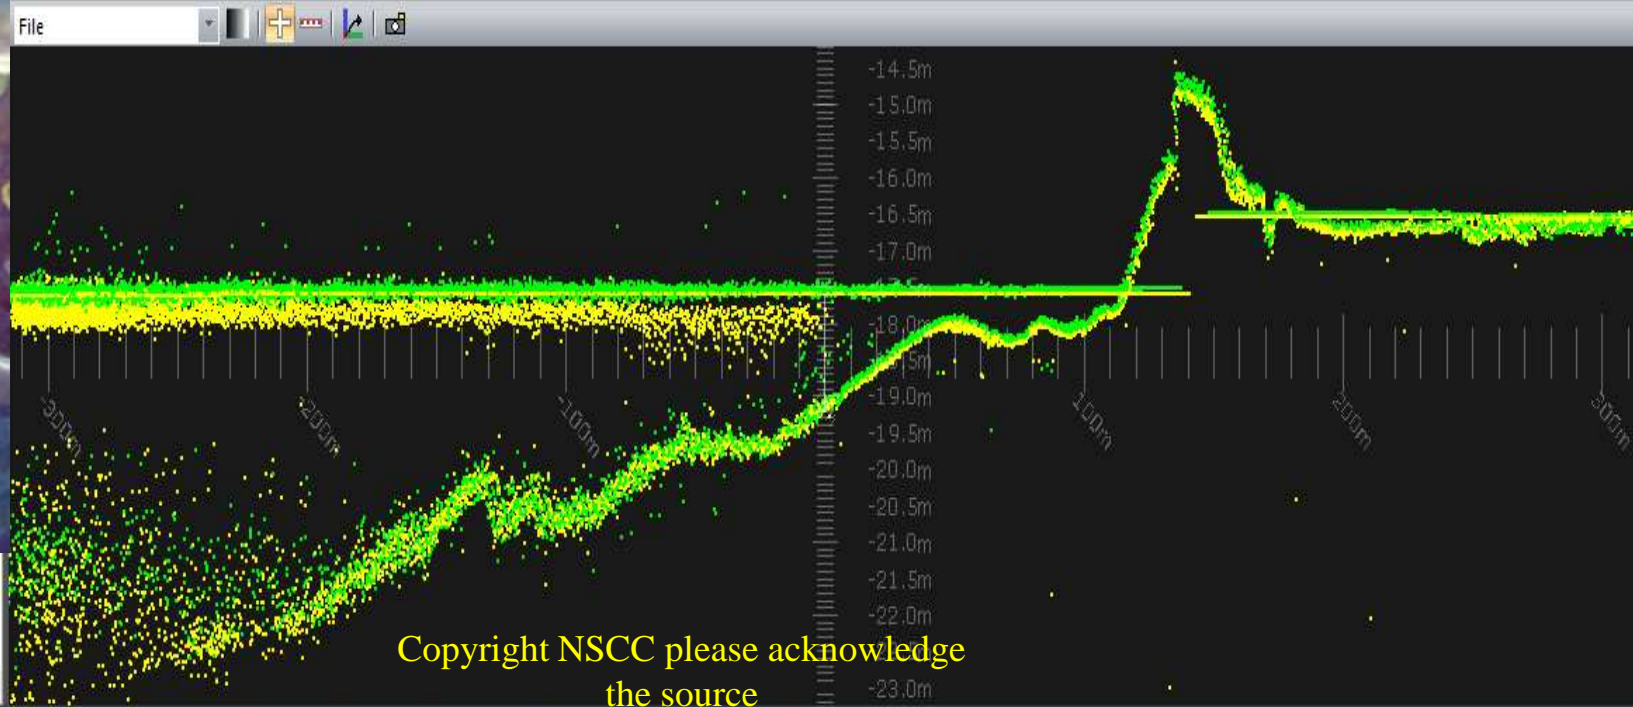 File
-14.5m
-15.0m
-15.5m
-16.0m
-16.5m
-17.0m
-18.0m
-19.0m
-19.5m
-20.0m
-20.5m
-21.0m
-21.5m
-22.0m
-23.0m
-300m
-200m
-100m
100m
200m
300m
Copyright NSCC please acknowledge
the source